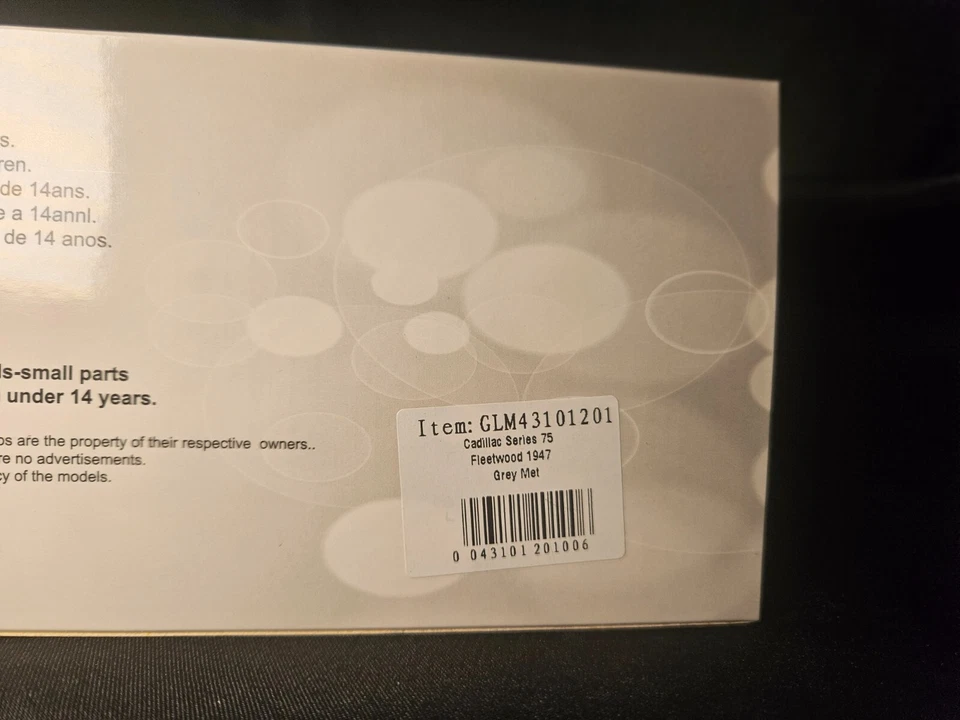 s.
ren.
de 14ans.
e a 14annl.
de 14 anos.
ls-small parts
under 14 years.
os are the property of their respective owners..
re no advertisements.
cy of the models.
Item: GLM43101201
Cadillac Series 75
Fleetwood 1947
Grey Met
0 043101 201006